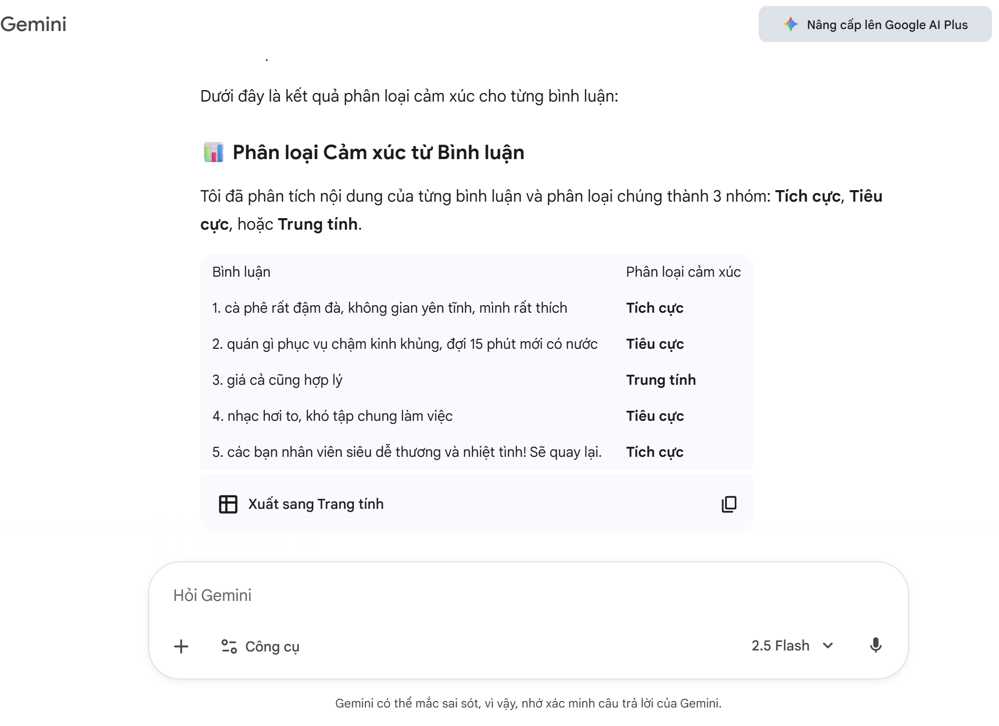 Gemini
Nâng cấp lên Google AI Plus
Dưới đây là kết quả phân loại cảm xúc cho từng bình luận:
Phân loại Cảm xúc từ Bình luận
Tôi đã phân tích nội dung của từng bình luận và phân loại chúng thành 3 nhóm: Tích cực, Tiêu
cực, hoặc Trung tính.
Bình luận Phân loại cảm xúc
1. cà phê rất đậm đà, không gian yên tĩnh, mình rất thích Tích cực
2. quán gì phục vụ chậm kinh khủng, đợi 15 phút mới có nước Tiêu cực
3. giá cả cũng hợp lý Trung tính
4. nhạc hơi to, khó tập chung làm việc Tiêu cực
5. các bạn nhân viên siêu dễ thương và nhiệt tình! Sẽ quay lại. Tích cực
Xuất sang Trang tính
Hỏi Gemini
Công cụ
2.5 Flash
Gemini có thể mắc sai sót, vì vậy, nhớ xác minh câu trả lời của Gemini.